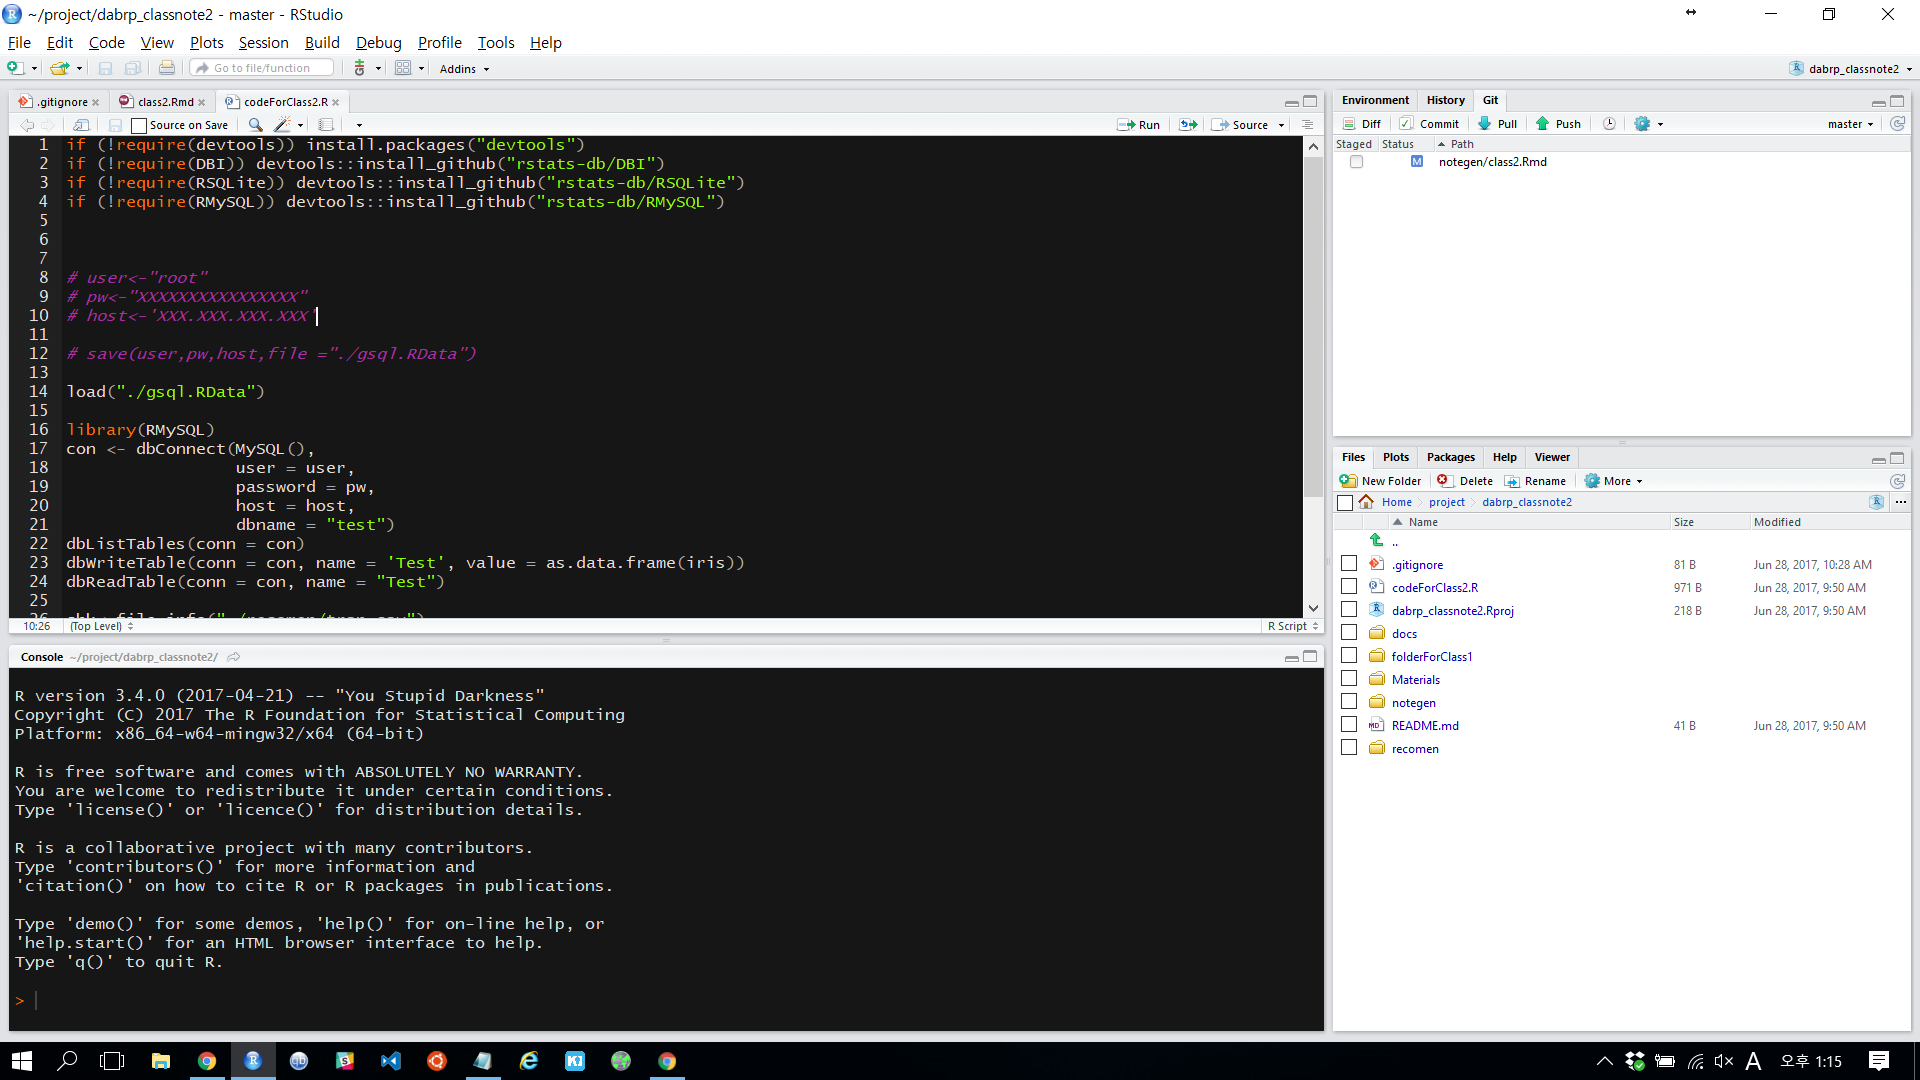 ~/project/dabrp_classnote2 - master - RStudio
File Edit Code View Plots Session Build Debug Profile Tools Help
Go to file/function Addins dabrp_classnote2
.gitignore class2.Rmd codeForClass2.R
Source on Save Run Source
1 if (!require(devtools)) install.packages("devtools")
2 if (!require(DBI)) devtools::install_github("rstats-db/DBI")
3 if (!require(RSQLite)) devtools::install_github("rstats-db/RSQLite")
4 if (!require(RMySQL)) devtools::install_github("rstats-db/RMySQL")
5
6
7
8 # user<-"root"
9 # pw<-"XXXXXXXXXXXXXXXX"
10 # host<-'XXX.XXX.XXX.XXX'
11
12 # save(user,pw,host,file ="./gsql.RData")
13
14 load("./gsql.RData")
15
16 library(RMySQL)
17 con <- dbConnect(MySQL(),
18 user = user,
19 password = pw,
20 host = host,
21 dbname = "test")
22 dbListTables(conn = con)
23 dbWriteTable(conn = con, name = 'Test', value = as.data.frame(iris))
24 dbReadTable(conn = con, name = "Test")
25
10:26 (Top Level) R Script
Console ~/project/dabrp_classnote2/
R version 3.4.0 (2017-04-21) -- "You Stupid Darkness"
Copyright (C) 2017 The R Foundation for Statistical Computing
Platform: x86_64-w64-mingw32/x64 (64-bit)
R is free software and comes with ABSOLUTELY NO WARRANTY.
You are welcome to redistribute it under certain conditions.
Type 'license()' or 'licence()' for distribution details.
R is a collaborative project with many contributors.
Type 'contributors()' for more information and
'citation()' on how to cite R or R packages in publications.
Type 'demo()' for some demos, 'help()' for on-line help, or
'help.start()' for an HTML browser interface to help.
Type 'q()' to quit R.
>
Environment History Git
Diff Commit Pull Push master
Staged Status Path
M notegen/class2.Rmd
Files Plots Packages Help Viewer
New Folder Delete Rename More
Home project dabrp_classnote2 ...
Name Size Modified
..
.gitignore 81 B Jun 28, 2017, 10:28 AM
codeForClass2.R 971 B Jun 28, 2017, 9:50 AM
dabrp_classnote2.Rproj 218 B Jun 28, 2017, 9:50 AM
docs
folderForClass1
Materials
notegen
README.md 41 B Jun 28, 2017, 9:50 AM
recomen
A 오후 1:15